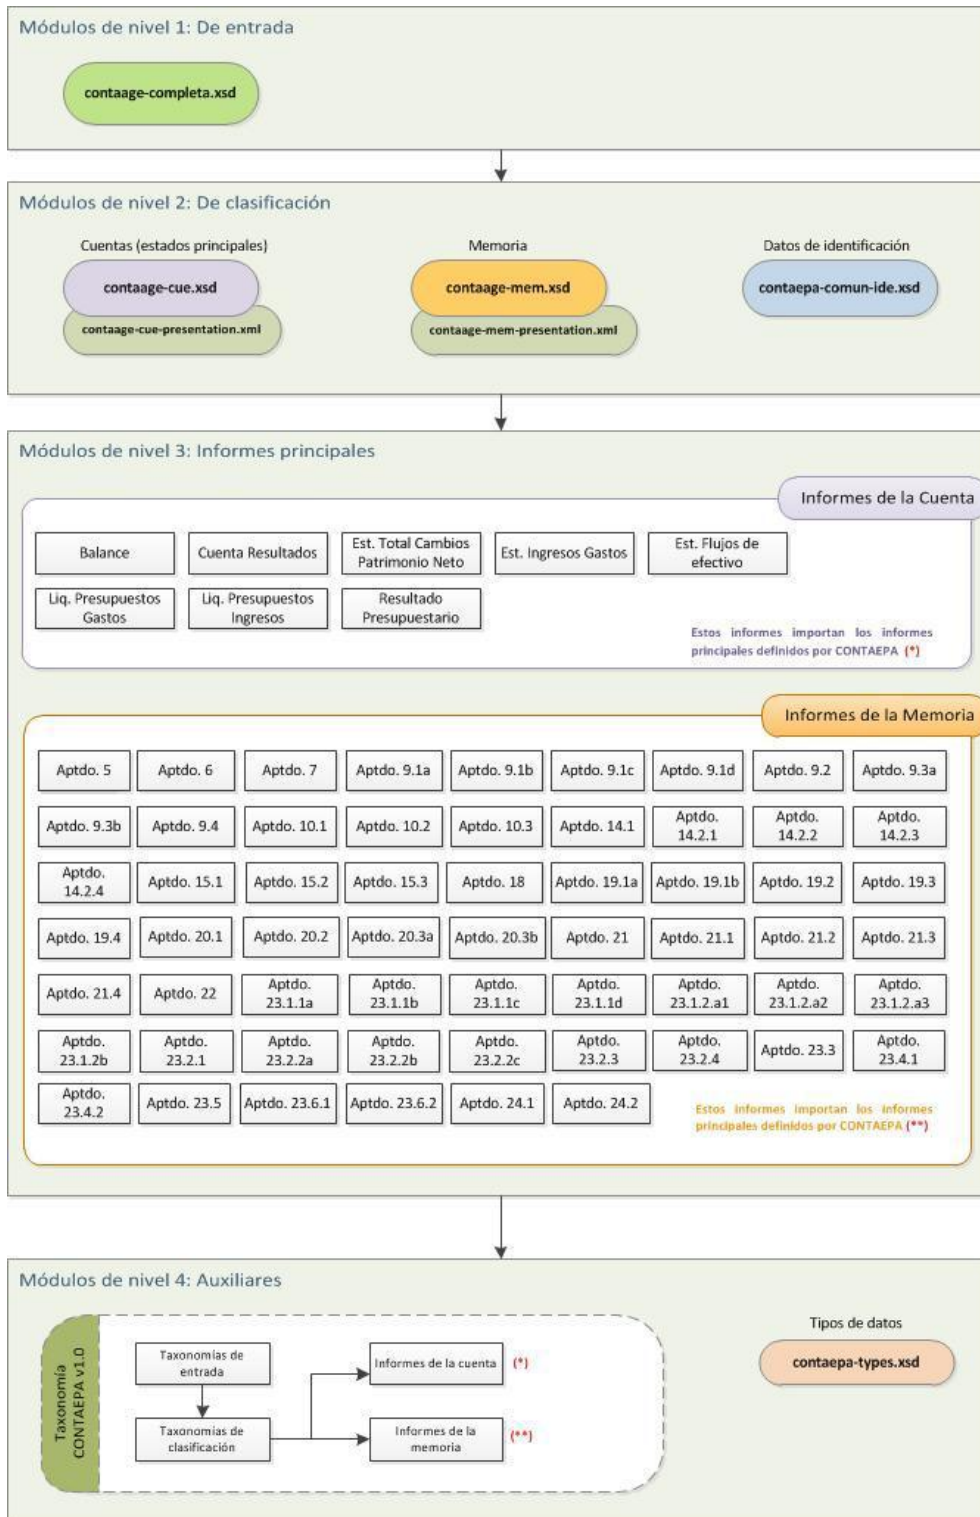 Módulos de nivel 1: De entrada
contaage-completa.xsd
Módulos de nivel 2: De clasificación
Cuentas (estados principales)
contaage-cue.xsd
contaage-cue-presentation.xml
Memoria
contaage-mem.xsd
contaage-mem-presentation.xml
Datos de identificación
contaepa-comun-ide.xsd
Módulos de nivel 3: Informes principales
Informes de la Cuenta
Balance
Cuenta Resultados
Est. Total Cambios
Patrimonio Neto
Est. Ingresos Gastos
Est. Flujos de
efectivo
Liq. Presupuestos
Gastos
Liq. Presupuestos
Ingresos
Resultado
Presupuestario
Estos informes importan los informes
principales definidos por CONTAEPA (*)
Informes de la Memoria
Aptdo. 5
Aptdo. 6
Aptdo. 7
Aptdo. 9.1a
Aptdo. 9.1b
Aptdo. 9.1c
Aptdo. 9.1d
Aptdo. 9.2
Aptdo. 9.3a
Aptdo. 9.3b
Aptdo. 9.4
Aptdo. 10.1
Aptdo. 10.2
Aptdo. 10.3
Aptdo. 14.1
Aptdo.
14.2.1
Aptdo.
14.2.2
Aptdo.
14.2.3
Aptdo.
14.2.4
Aptdo. 15.1
Aptdo. 15.2
Aptdo. 15.3
Aptdo. 18
Aptdo. 19.1a
Aptdo. 19.1b
Aptdo. 19.2
Aptdo. 19.3
Aptdo. 19.4
Aptdo. 20.1
Aptdo. 20.2
Aptdo. 20.3a
Aptdo. 20.3b
Aptdo. 21
Aptdo. 21.1
Aptdo. 21.2
Aptdo. 21.3
Aptdo. 21.4
Aptdo. 22
Aptdo.
23.1.1a
Aptdo.
23.1.1b
Aptdo.
23.1.1c
Aptdo.
23.1.1d
Aptdo.
23.1.2.a1
Aptdo.
23.1.2.a2
Aptdo.
23.1.2.a3
Aptdo.
23.1.2b
Aptdo.
23.2.1
Aptdo.
23.2.2a
Aptdo.
23.2.2b
Aptdo.
23.2.2c
Aptdo.
23.2.3
Aptdo.
23.2.4
Aptdo. 23.3
Aptdo.
23.4.1
Aptdo.
23.4.2
Aptdo. 23.5
Aptdo. 23.6.1
Aptdo. 23.6.2
Aptdo. 24.1
Aptdo. 24.2
Estos informes importan los informes
principales definidos por CONTAEPA (**)
Módulos de nivel 4: Auxiliares
Taxonomía
CONTAEPA v1.0
Taxonomías de
entrada
Taxonomías de
clasificación
Informes de la cuenta
(*)
Informes de la
memoria
(**)
Tipos de datos
contaepa-types.xsd